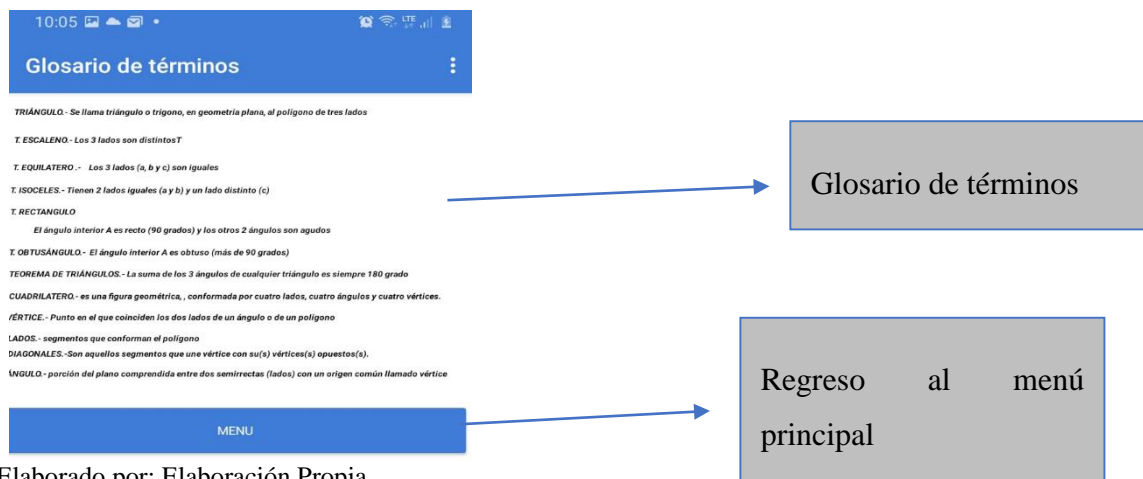 10:05
LTE
Glosario de términos
TRIÁNGULO.- Se llama triángulo o trígono, en geometría plana, al polígono de tres lados
T. ESCALENO.- Los 3 lados son distintosT
T. EQUILATERO .- Los 3 lados (a, b y c) son iguales
T. ISOCELES.- Tienen 2 lados iguales (a y b) y un lado distinto (c)
T. RECTANGULO
El ángulo interior A es recto (90 grados) y los otros 2 ángulos son agudos
T. OBTUSÁNGULO.- El ángulo interior A es obtuso (más de 90 grados)
TEOREMA DE TRIÁNGULOS.- La suma de los 3 ángulos de cualquier triángulo es siempre 180 grado
CUADRILATERO.- es una figura geométrica, , conformada por cuatro lados, cuatro ángulos y cuatro vértices.
VÉRTICE.- Punto en el que coinciden los dos lados de un ángulo o de un polígono
LADOS.- segmentos que conforman el polígono
DIAGONALES.-Son aquellos segmentos que une vértice con su(s) vértices(s) opuestos(s).
ÁNGULO.- porción del plano comprendida entre dos semirrectas (lados) con un origen común llamado vértice
MENU
Glosario de términos
Regreso al menú
principal
Elaborado por: Elaboración Propia